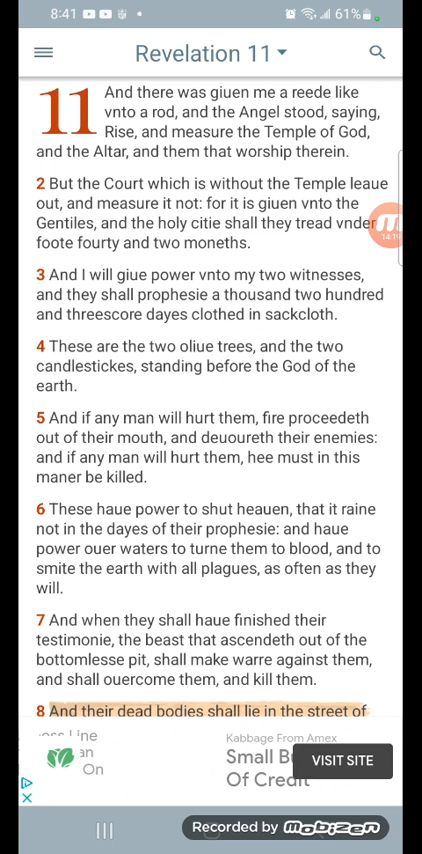 8:41
61%
Revelation 11
11 And there was giuen me a reede like
vnto a rod, and the Angel stood, saying,
Rise, and measure the Temple of God,
and the Altar, and them that worship therein.
2 But the Court which is without the Temple leaue
out, and measure it not: for it is giuen vnto the
Gentiles, and the holy citie shall they tread vnder
foote fourty and two moneths.
14:19
3 And I will giue power vnto my two witnesses,
and they shall prophesie a thousand two hundred
and threescore dayes clothed in sackcloth.
4 These are the two oliue trees, and the two
candlestickes, standing before the God of the
earth.
5 And if any man will hurt them, fire proceedeth
out of their mouth, and deuoureth their enemies:
and if any man will hurt them, hee must in this
maner be killed.
6 These haue power to shut heauen, that it raine
not in the dayes of their prophesie: and haue
power ouer waters to turne them to blood, and to
smite the earth with all plagues, as often as they
will.
7 And when they shall haue finished their
testimonie, the beast that ascendeth out of the
bottomlesse pit, shall make warre against them,
and shall ouercome them, and kill them.
8 And their dead bodies shall lie in the street of
Line
an
On
Kabbage From Amex
Small B
Of Credit
VISIT SITE
Recorded by mobizen